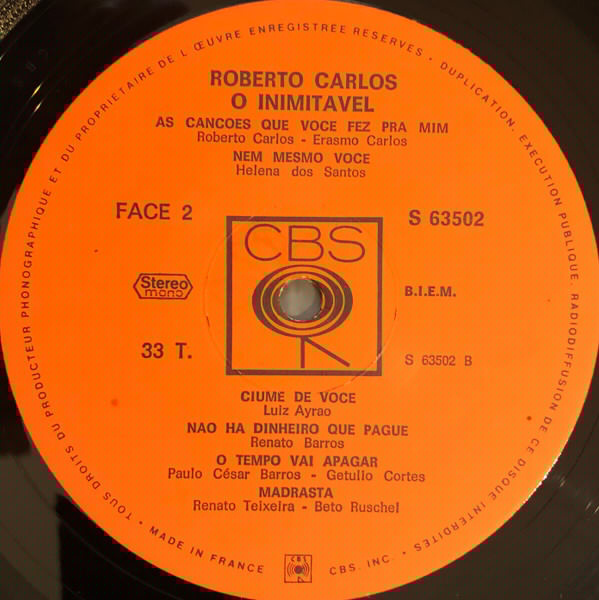 TOUS DROITS DU PRODUCTEUR PHONOGRAPHIQUE ET DU PROPRIETAIRE DE L'ŒUVRE ENREGISTRÉE RESERVES • DUPLICATION, EXECUTION PUBLIQUE, RADIODIFFUSION DE CE DISQUE INTERDITES •
ROBERTO CARLOS
O INIMITAVEL
AS CANCOES QUE VOCE FEZ PRA MIM
Roberto Carlos - Erasmo Carlos
NEM MESMO VOCE
Helena dos Santos
FACE 2
S 63502
CBS
Stereo
mono
B.I.E.M.
33 T.
S 63502 B
CIUME DE VOCE
Luiz Ayrao
NAO HA DINHEIRO QUE PAGUE
Renato Barros
O TEMPO VAI APAGAR
Paulo César Barros - Getulio Cortes
MADRASTA
Renato Teixeira - Beto Ruschel
• MADE IN FRANCE
CBS
CBS, INC. •